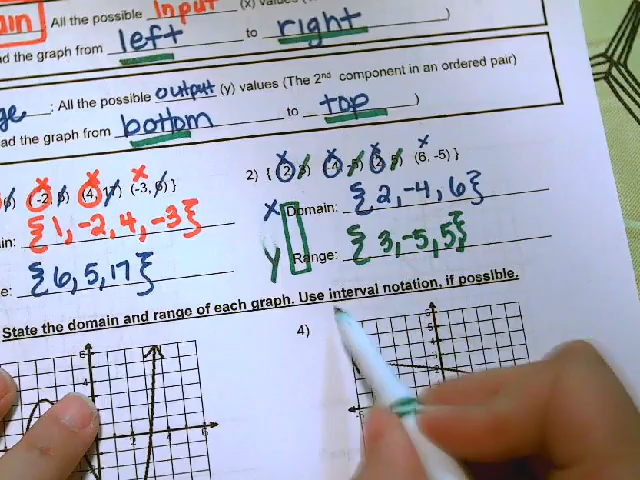 ain All the possible input (x)
ad the graph from left to right )
ge : All the possible output (y) values (The 2nd component in an ordered pair)
ad the graph from bottom to top )
x x x
(4, 17) (-3, 6) }
2) { (2, 3) (-4, -5) (2, 5) (6, -5) }
in: {1, -2, 4, -3}
x Domain: {2, -4, 6}
e: {6, 5, 17}
y Range: {3, -5, 5}
State the domain and range of each graph. Use interval notation, if possible.
4)